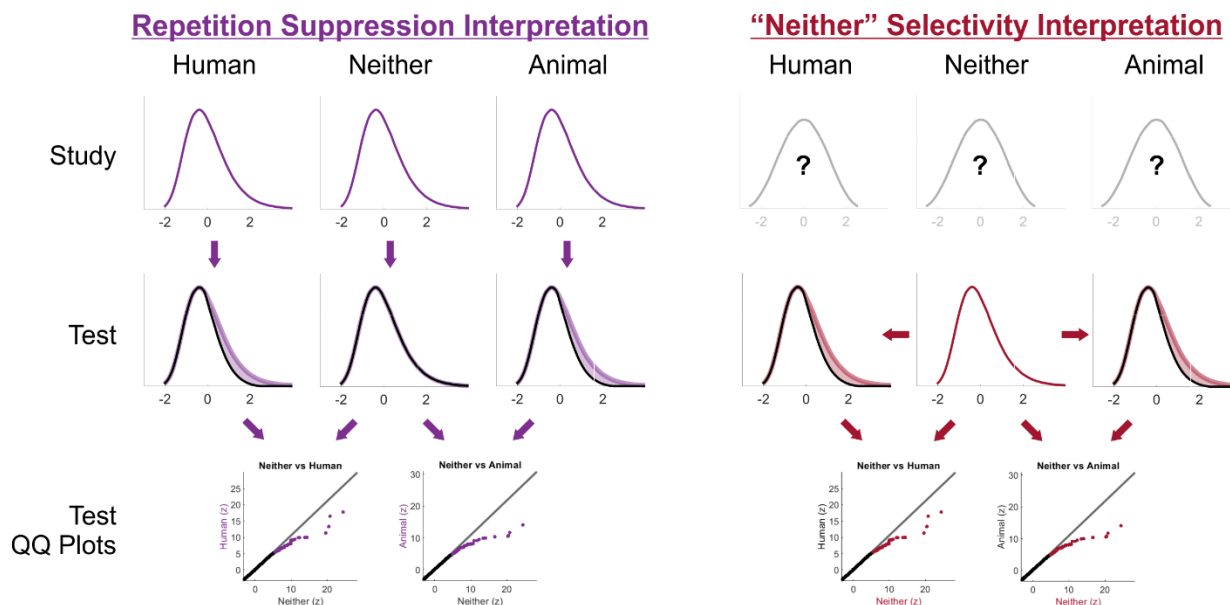 Repetition Suppression Interpretation
“Neither” Selectivity Interpretation
Human Neither Animal
Human Neither Animal
Study
? ? ?
-2 0 2 -2 0 2 -2 0 2
-2 0 2 -2 0 2 -2 0 2
Test
-2 0 2 -2 0 2 -2 0 2
-2 0 2 -2 0 2 -2 0 2
Test
QQ Plots
Neither vs Human
Human (z)
25
20
15
10
5
0
0 10 20
Neither (z)
Neither vs Animal
Animal (z)
30
25
20
15
10
5
0
0 10 20
Neither (z)
Neither vs Human
Human (z)
25
20
15
10
5
0
0 10 20
Neither (z)
Neither vs Animal
Animal (z)
30
25
20
15
10
5
0
0 10 20
Neither (z)